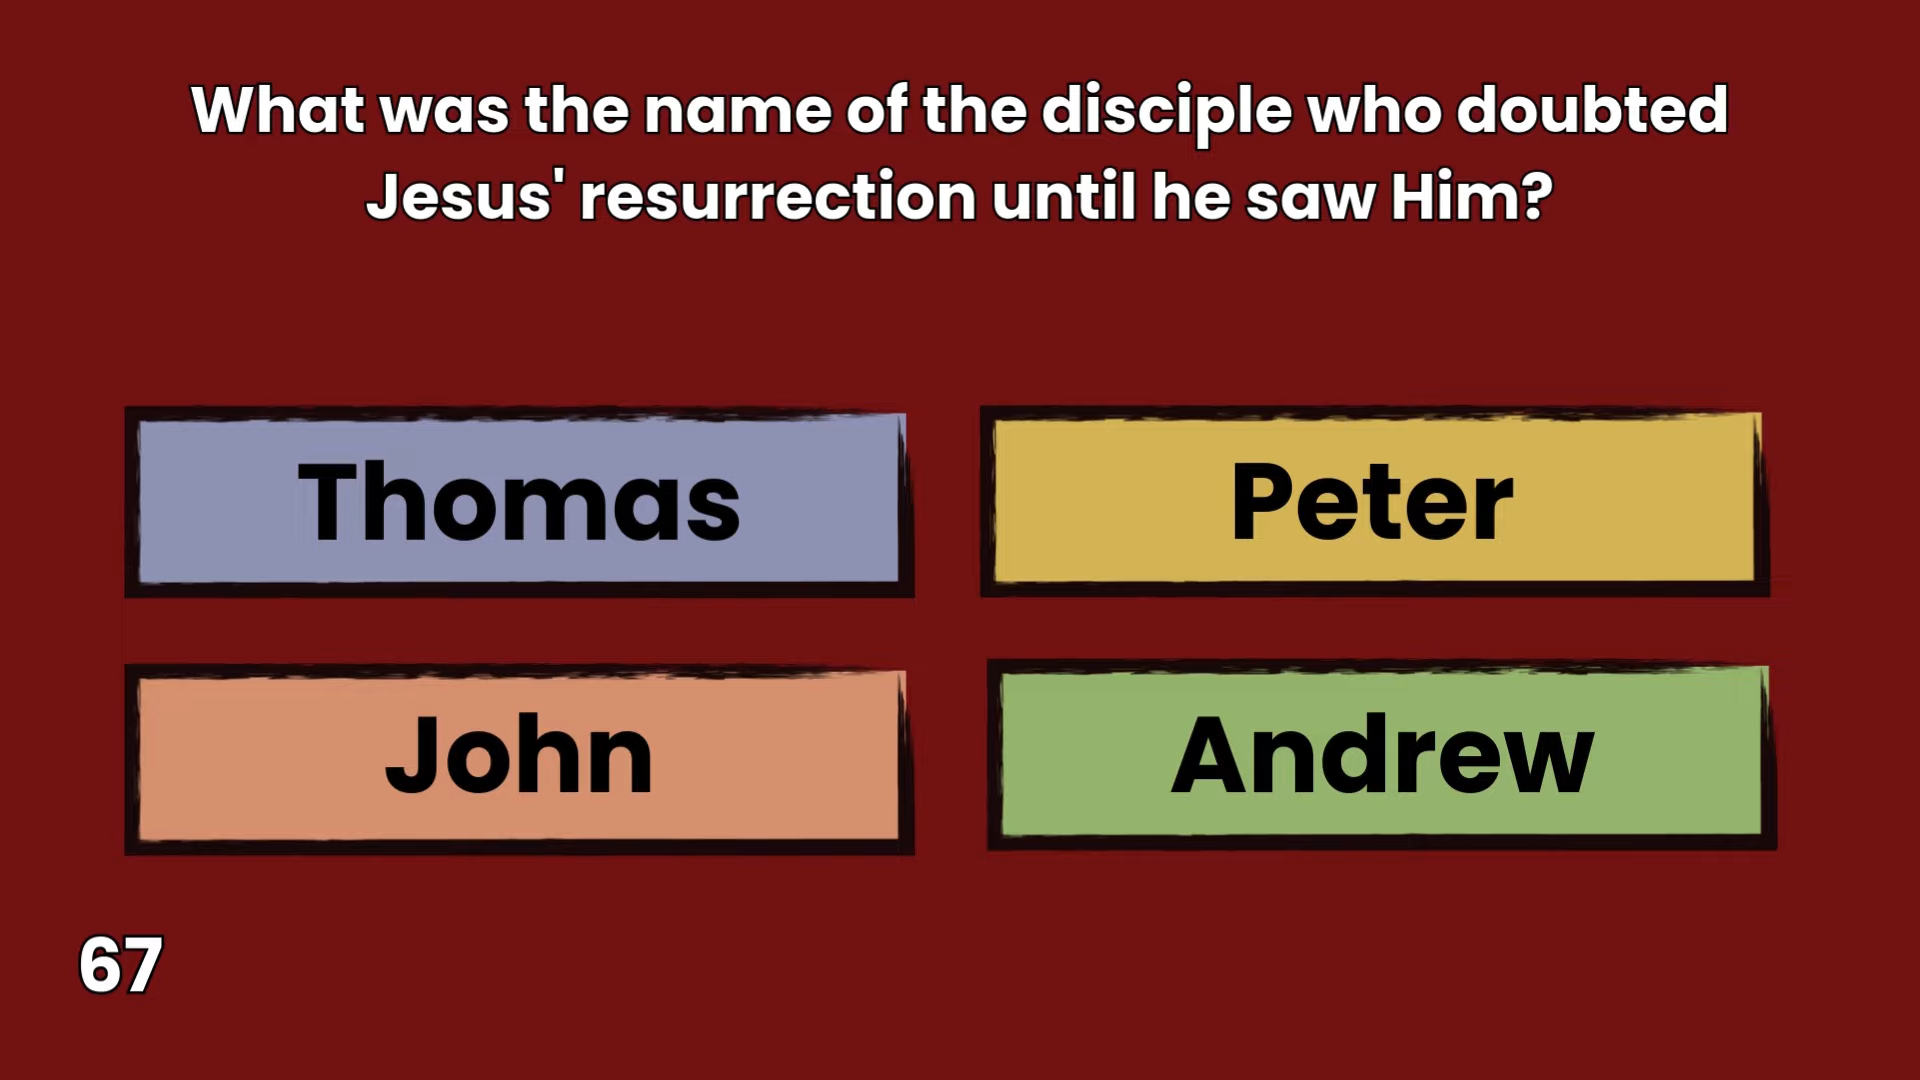 What was the name of the disciple who doubted
Jesus' resurrection until he saw Him?
Thomas
Peter
John
Andrew
67